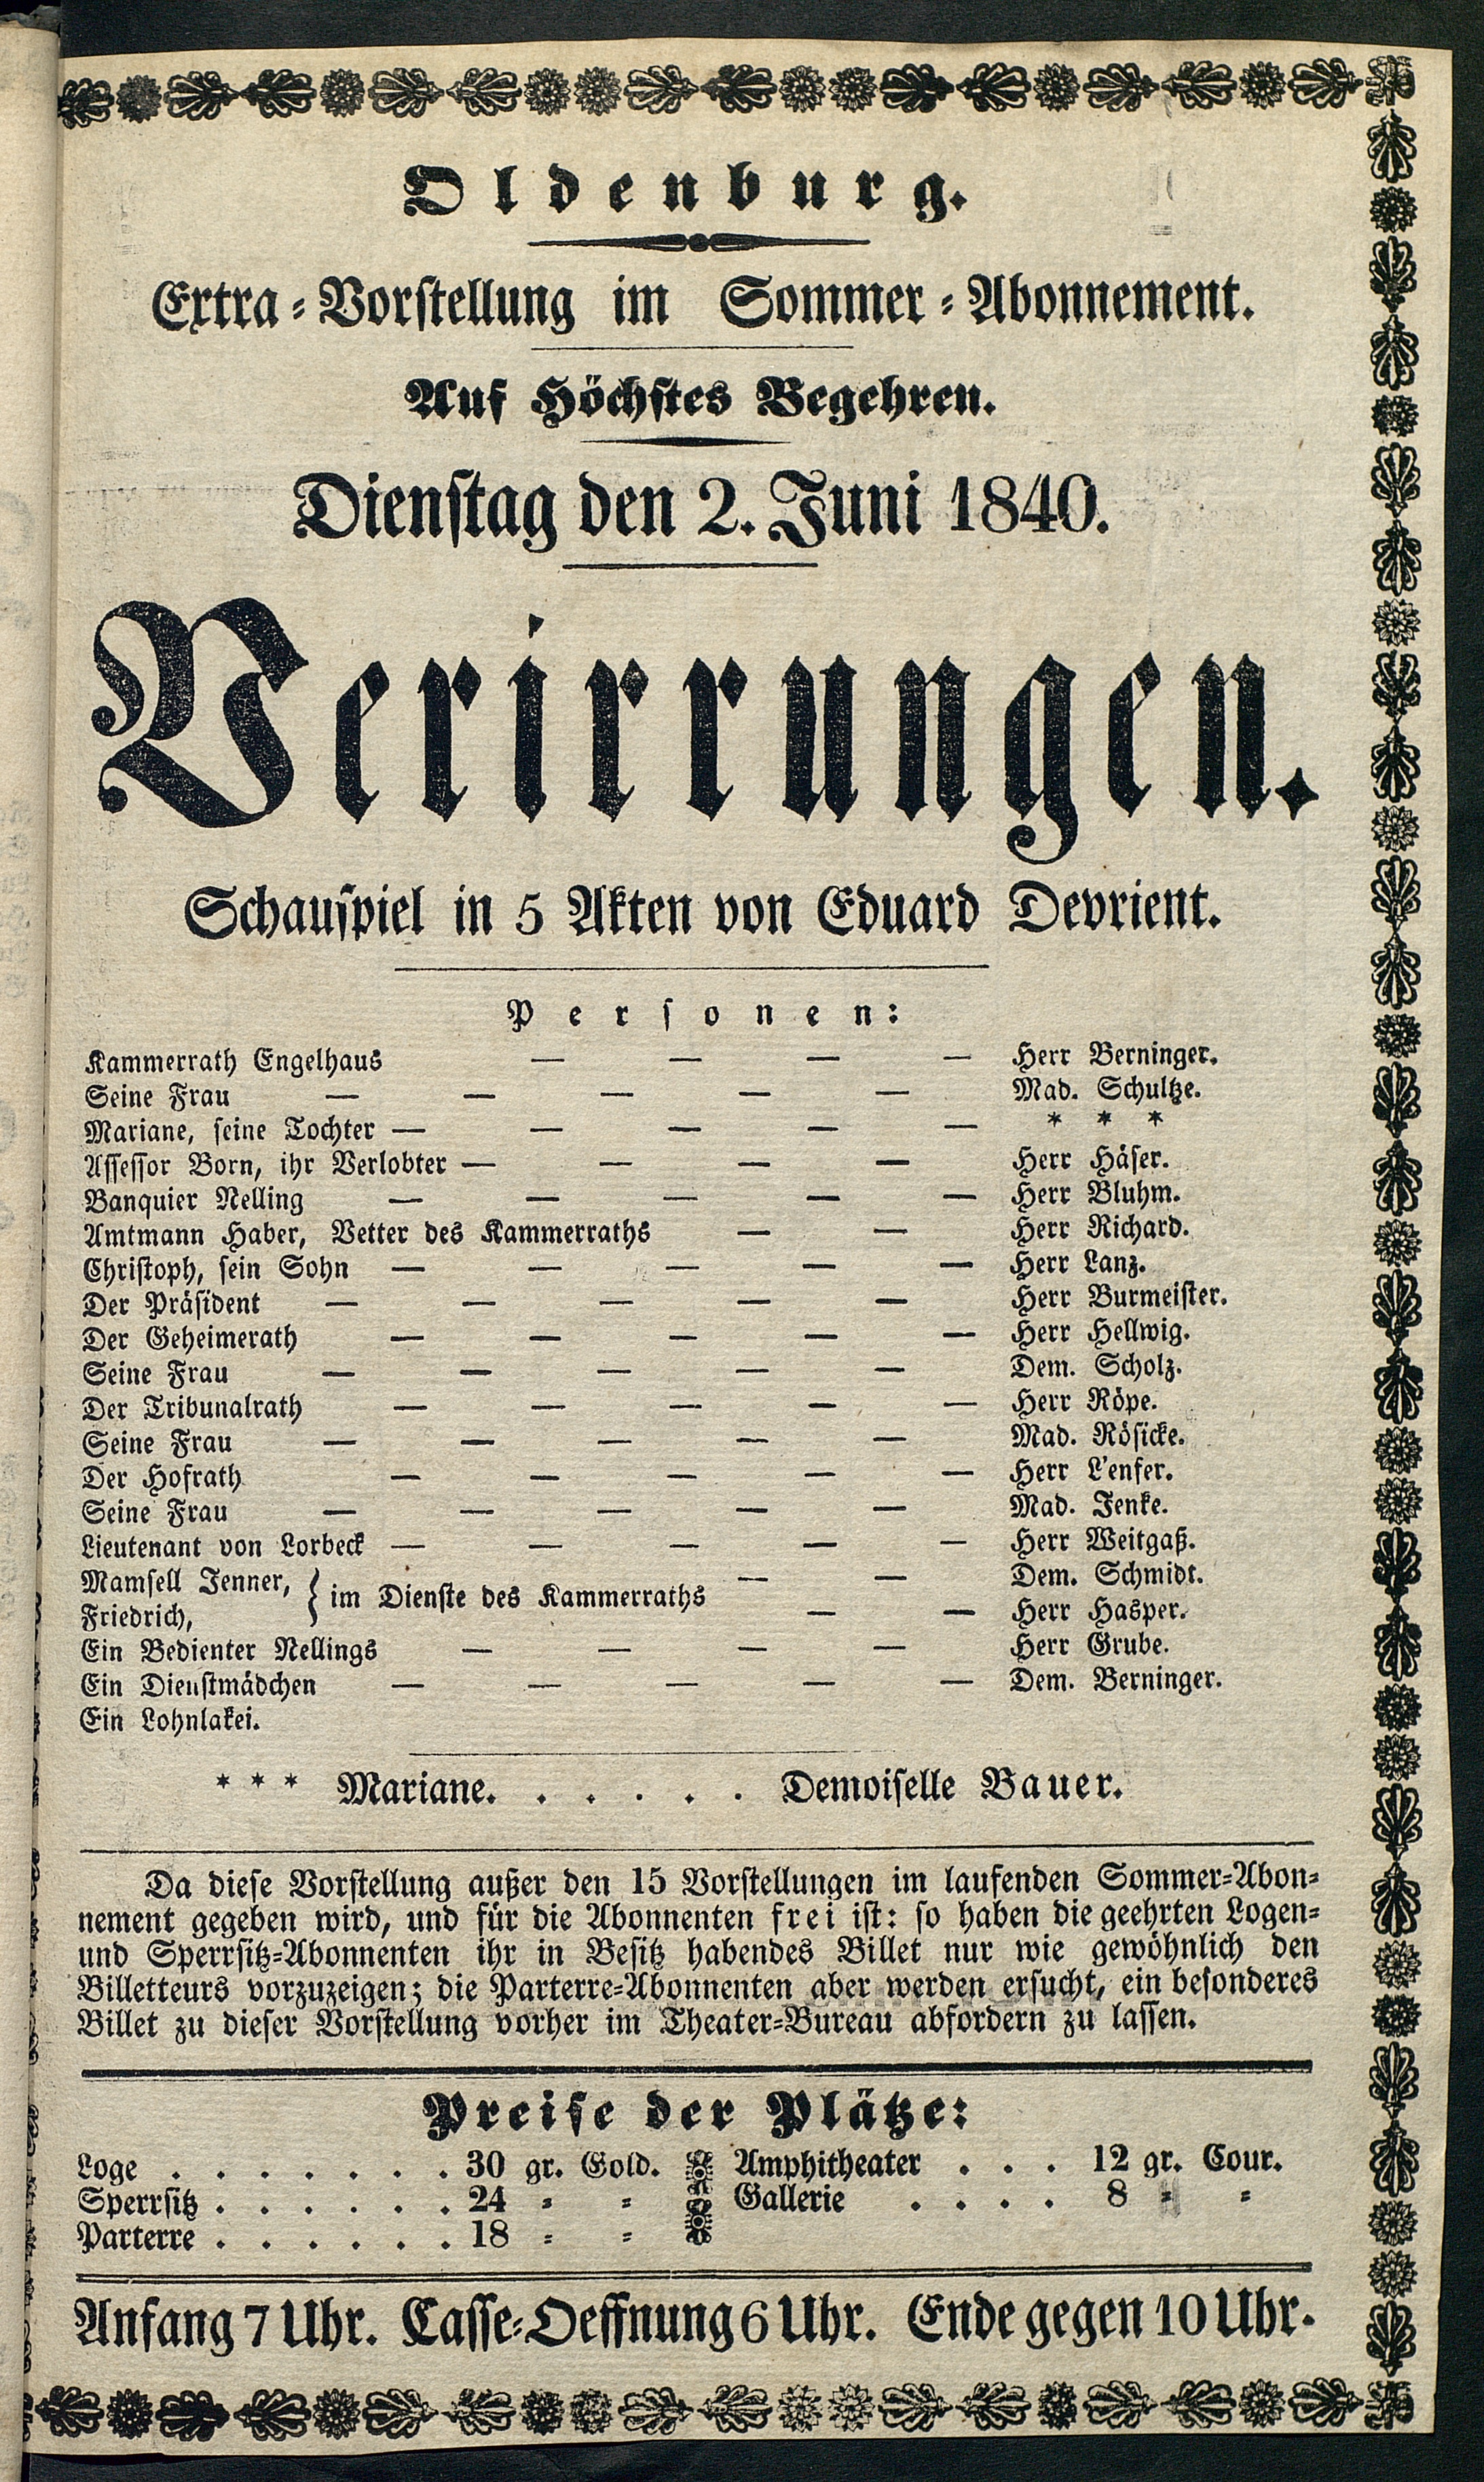 Oldenburg.
Extra-Vorstellung im Sommer-Abonnement.
Auf Höchstes Begehren.
Dienstag den 2. Juni 1840.
Verirrungen.
Schauspiel in 5 Akten von Eduard Devrient.
Personen:
Kammerrath Engelhaus — — — — Herr Berninger.
Seine Frau — — — — — Mad. Schultze.
Mariane, seine Tochter — — — — — * * *
Assessor Born, ihr Verlobter — — — — Herr Häser.
Banquier Nelling — — — — — Herr Bluhm.
Amtmann Haber, Vetter des Kammerraths — — Herr Richard.
Christoph, sein Sohn — — — — — Herr Lanz.
Der Präsident — — — — — Herr Burmeister.
Der Geheimerath — — — — — Herr Hellwig.
Seine Frau — — — — — Dem. Scholz.
Der Tribunalrath — — — — — Herr Röpe.
Seine Frau — — — — — Mad. Rösicke.
Der Hofrath — — — — — Herr L'enfer.
Seine Frau — — — — — Mad. Jenke.
Lieutenant von Lorbeck — — — — — Herr Weitgaß.
Mamsell Jenner, — — Dem. Schmidt.
} im Dienste des Kammerraths
Friedrich, — — Herr Hasper.
Ein Bedienter Nellings — — — — Herr Grube.
Ein Dienstmädchen — — — — — Dem. Berninger.
Ein Lohnlakei.
* * * Mariane. . . . . . Demoiselle Bauer.
Da diese Vorstellung außer den 15 Vorstellungen im laufenden Sommer-Abon-
nement gegeben wird, und für die Abonnenten frei ist: so haben die geehrten Logen-
und Sperrsitz-Abonnenten ihr in Besitz habendes Billet nur wie gewöhnlich den
Billetteurs vorzuzeigen; die Parterre-Abonnenten aber werden ersucht, ein besonderes
Billet zu dieser Vorstellung vorher im Theater-Bureau abfordern zu lassen.
Preise der Plätze:
Loge . . . . . . . 30 gr. Gold. Amphitheater . . . 12 gr. Cour.
Sperrsitz . . . . . . 24 = = Gallerie . . . . 8 = =
Parterre . . . . . . 18 = =
Anfang 7 Uhr. Casse-Oeffnung 6 Uhr. Ende gegen 10 Uhr.